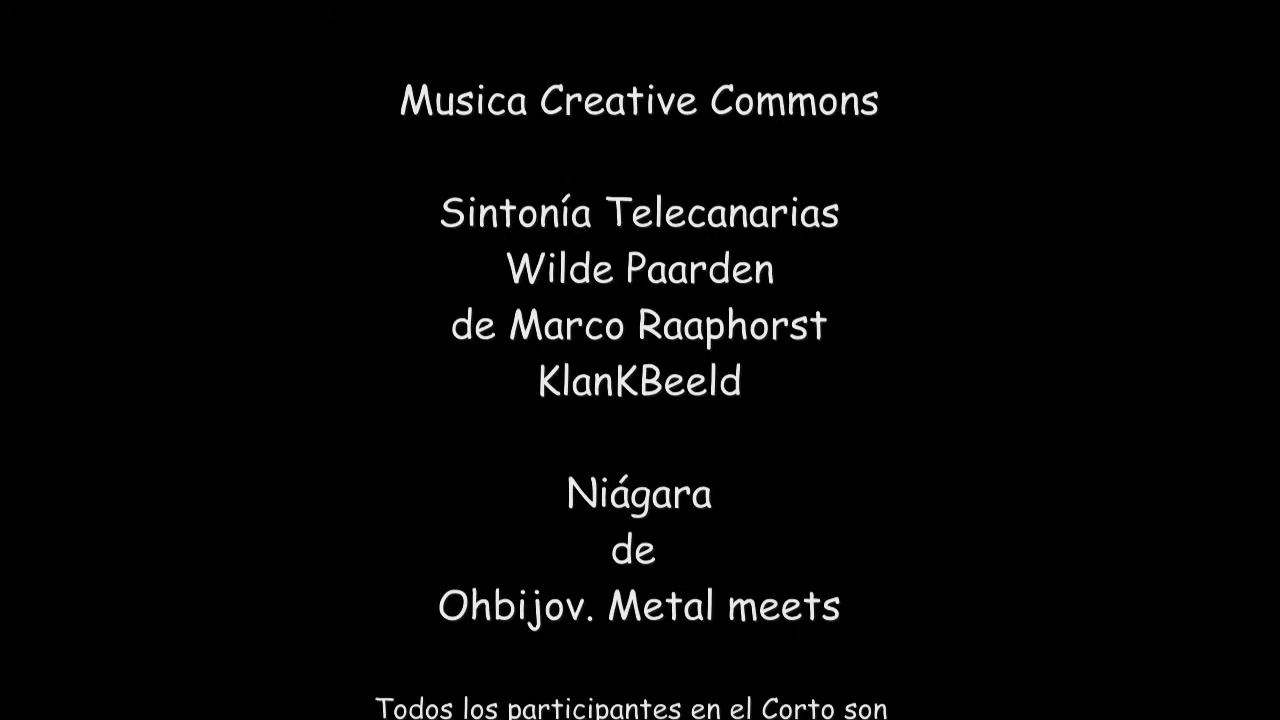 Musica Creative Commons
Sintonía Telecanarias
Wilde Paarden
de Marco Raaphorst
KlanKBeeld
Niágara
de
Ohbijov. Metal meets
Todos los participantes en el Corto son